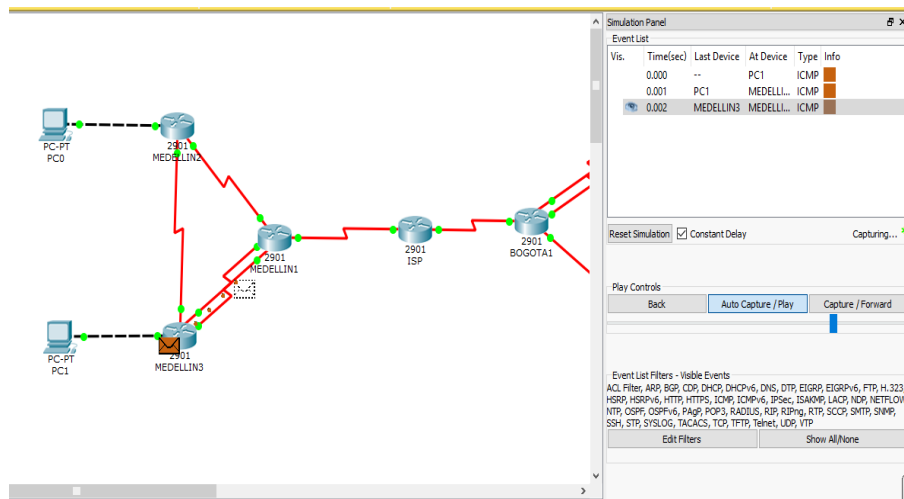 PC-PT
PC0
2901
MEDELLIN2
2901
MEDELLIN1
2901
ISP
2901
BOGOTA1
PC-PT
PC1
2901
MEDELLIN3
Simulation Panel
Event List
Vis. Time(sec) Last Device At Device Type Info
0.000 -- PC1 ICMP
0.001 PC1 MEDELLI... ICMP
0.002 MEDELLIN3 MEDELLI... ICMP
Reset Simulation Constant Delay Capturing...
Play Controls
Back Auto Capture / Play Capture / Forward
Event List Filters - Visible Events
ACL Filter, ARP, BGP, CDP, DHCP, DHCPv6, DNS, DTP, EIGRP, EIGRPv6, FTP, H.323,
HSRP, HSRPv6, HTTP, HTTPS, ICMP, ICMPv6, IPSec, ISAKMP, LACP, NDP, NETFLOW
NTP, OSPF, OSPFv6, PAgP, POP3, RADIUS, RIP, RIPng, RTP, SCCP, SMTP, SNMP,
SSH, STP, SYSLOG, TACACS, TCP, TFTP, Telnet, UDP, VTP
Edit Filters Show All/None